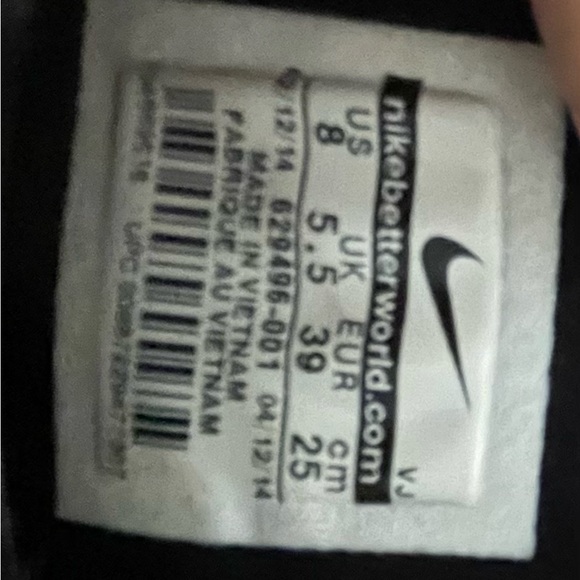 VJ
nikebetterworld.com
US UK EUR cm
8 5.5 39 25
/12/14 629496-001 04/12/14
MADE IN VIETNAM
FABRIQUE AU VIETNAM
UPC